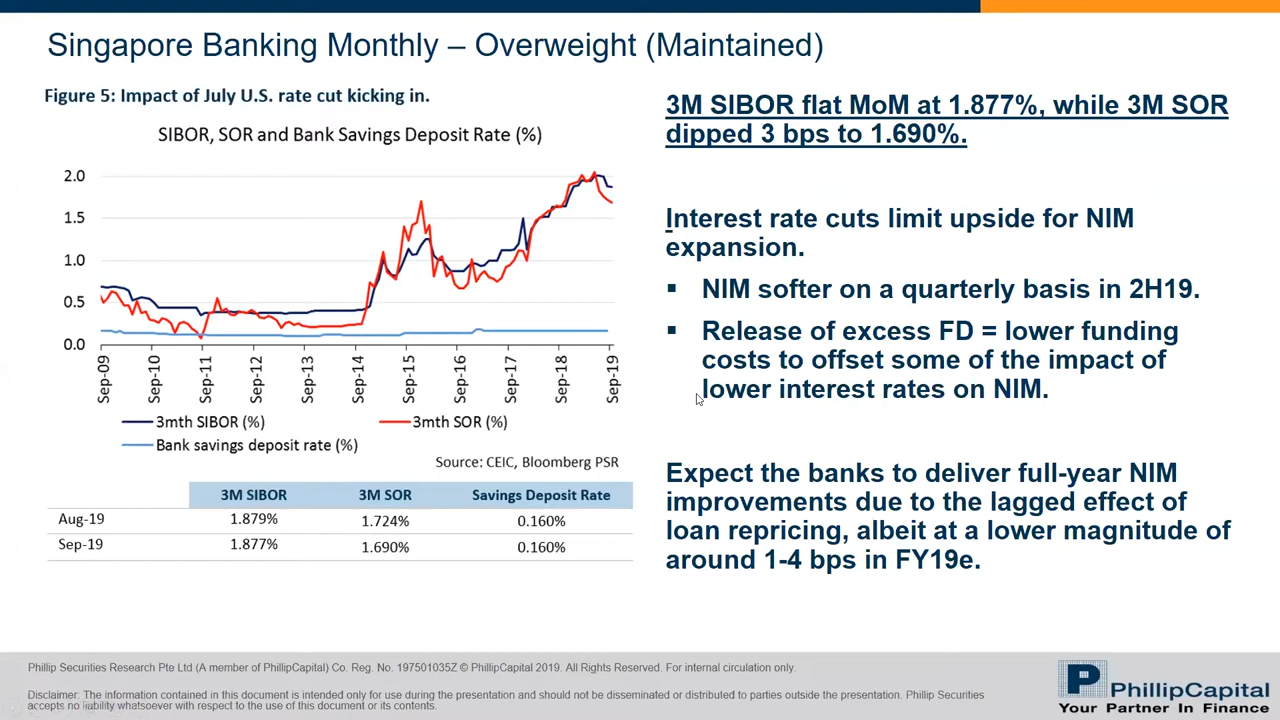 Singapore Banking Monthly – Overweight (Maintained)
Figure 5: Impact of July U.S. rate cut kicking in.
SIBOR, SOR and Bank Savings Deposit Rate (%)
2.0
1.5
1.0
0.5
0.0
Sep-09
Sep-10
Sep-11
Sep-12
Sep-13
Sep-14
Sep-15
Sep-16
Sep-17
Sep-18
Sep-19
3mth SIBOR (%)
3mth SOR (%)
Bank savings deposit rate (%)
Source: CEIC, Bloomberg PSR
3M SIBOR 3M SOR Savings Deposit Rate
Aug-19 1.879% 1.724% 0.160%
Sep-19 1.877% 1.690% 0.160%
3M SIBOR flat MoM at 1.877%, while 3M SOR
dipped 3 bps to 1.690%.
Interest rate cuts limit upside for NIM
expansion.
▪ NIM softer on a quarterly basis in 2H19.
▪ Release of excess FD = lower funding
costs to offset some of the impact of
lower interest rates on NIM.
Expect the banks to deliver full-year NIM
improvements due to the lagged effect of
loan repricing, albeit at a lower magnitude of
around 1-4 bps in FY19e.
Phillip Securities Research Pte Ltd (A member of PhillipCapital) Co. Reg. No. 197501035Z © PhillipCapital 2019. All Rights Reserved. For internal circulation only.
Disclaimer: The information contained in this document is intended only for use during the presentation and should not be disseminated or distributed to parties outside the presentation. Phillip Securities
accepts no liability whatsoever with respect to the use of this document or its contents.
P
PhillipCapital
Your Partner In Finance